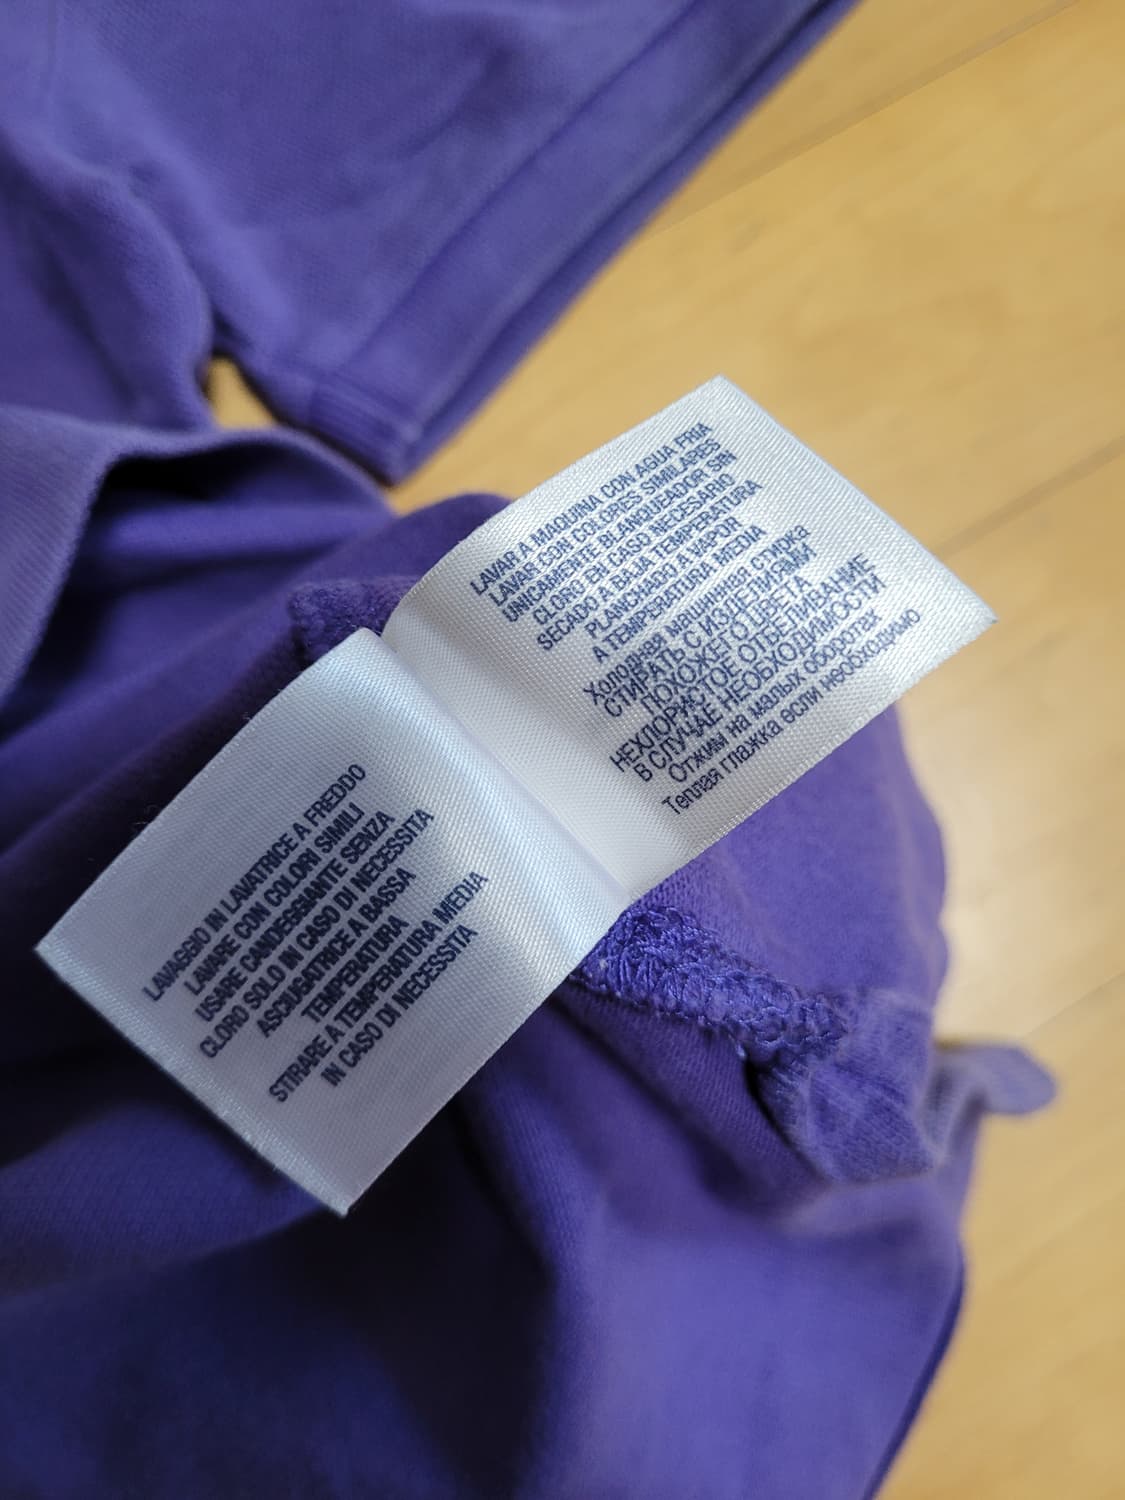 LAVAR A MAQUINA CON AGUA FRIA
LAVAR CON COLORES SIMILARES
UNICAMENTE BLANQUEADOR SIN
CLORO EN CASO NECESARIO
SECADO A BAJA TEMPERATURA
PLANCHADO A VAPOR
A TEMPERATURA MEDIA
Холодная машинная стирка
СТИРАТЬ С ИЗДЕЛИЯМИ
ПОХОЖЕГО ЦВЕТА
НЕХЛОРИСТОЕ ОТБЕЛИВАНИЕ
В СЛУЧАЕ НЕОБХОДИМОСТИ
Отжим на малых оборотах
Теплая глажка если необходимо
LAVAGGIO IN LAVATRICE A FREDDO
LAVARE CON COLORI SIMILI
USARE CANDEGGIANTE SENZA
CLORO SOLO IN CASO DI NECESSITA
ASCIUGATRICE A BASSA
TEMPERATURA
STIRARE A TEMPERATURA MEDIA
IN CASO DI NECESSITA